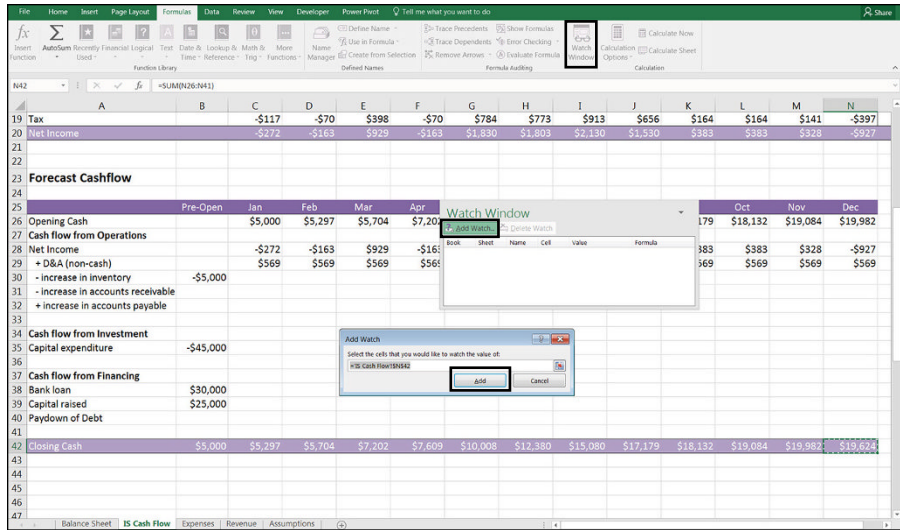 File Home Insert Page Layout Formulas Data Review View Developer Power Pivot Tell me what you want to do Share
fx Insert Function AutoSum Recently Used Financial Logical Text Date & Time Lookup & Reference Math & Trig More Functions Function Library
Name Manager Define Name Use in Formula Create from Selection Defined Names
Trace Precedents Trace Dependents Remove Arrows Show Formulas Error Checking Evaluate Formula Watch Window Formula Auditing
Calculation Options Calculate Now Calculate Sheet Calculation
N42 fx =SUM(N26:N41)
A B C D E F G H I J K L M N
19 Tax -$117 -$70 $398 -$70 $784 $773 $913 $656 $164 $164 $141 -$397
20 Net Income -$272 -$163 $929 -$163 $1,830 $1,803 $2,130 $1,530 $383 $383 $328 -$927
21
22
23 Forecast Cashflow
24
25 Pre-Open Jan Feb Mar Apr Oct Nov Dec
26 Opening Cash $5,000 $5,297 $5,704 $7,202 179 $18,132 $19,084 $19,982
27 Cash flow from Operations
28 Net Income -$272 -$163 $929 -$163 383 $383 $328 -$927
29 + D&A (non-cash) $569 $569 $569 $569 569 $569 $569 $569
30 - increase in inventory -$5,000
31 - increase in accounts receivable
32 + increase in accounts payable
33
34 Cash flow from Investment
35 Capital expenditure -$45,000
36
37 Cash flow from Financing
38 Bank loan $30,000
39 Capital raised $25,000
40 Paydown of Debt
41
42 Closing Cash $5,000 $5,297 $5,704 $7,202 $7,609 $10,008 $12,380 $15,080 $17,179 $18,132 $19,084 $19,982 $19,624
43
44
45
46
47
Watch Window
Add Watch... Delete Watch
Book Sheet Name Cell Value Formula
Add Watch
Select the cells that you would like to watch the value of:
='IS Cash Flow'!$N$42
Add Cancel
Balance Sheet IS Cash Flow Expenses Revenue Assumptions